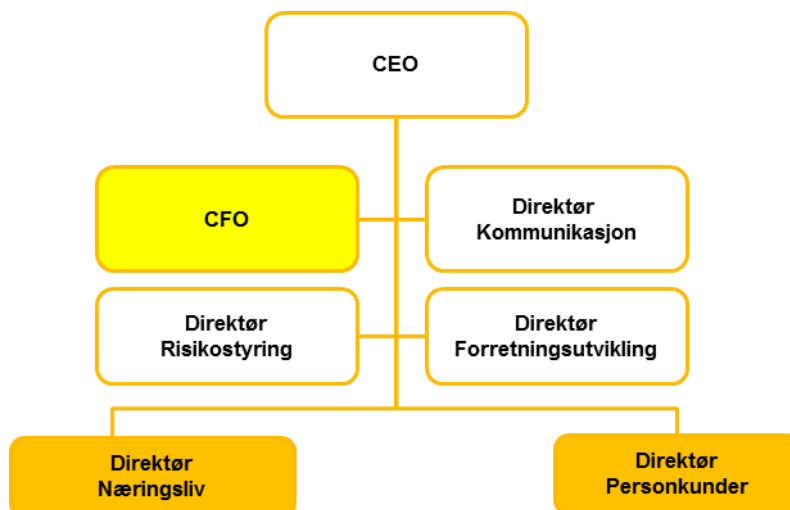 CEO
CFO
Direktør
Kommunikasjon
Direktør
Risikostyring
Direktør
Forretningsutvikling
Direktør
Næringsliv
Direktør
Personkunder